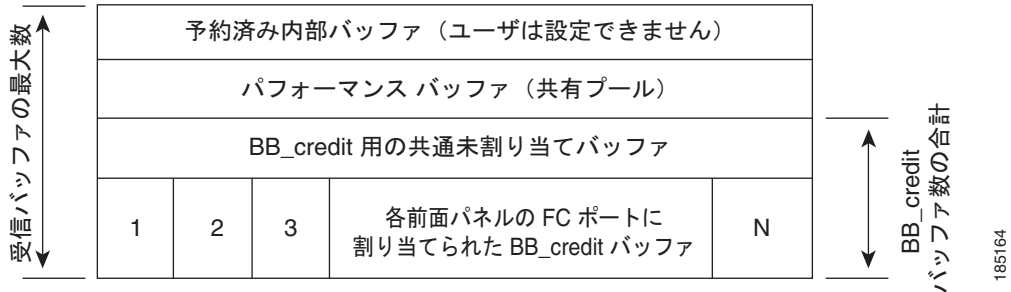 受信バッファの最大数
予約済み内部バッファ（ユーザは設定できません）
パフォーマンス バッファ（共有プール）
BB_credit 用の共通未割り当てバッファ
1
2
3
各前面パネルの FC ポートに
割り当てられた BB_credit バッファ
N
BB_credit
バッファ数の合計
185164